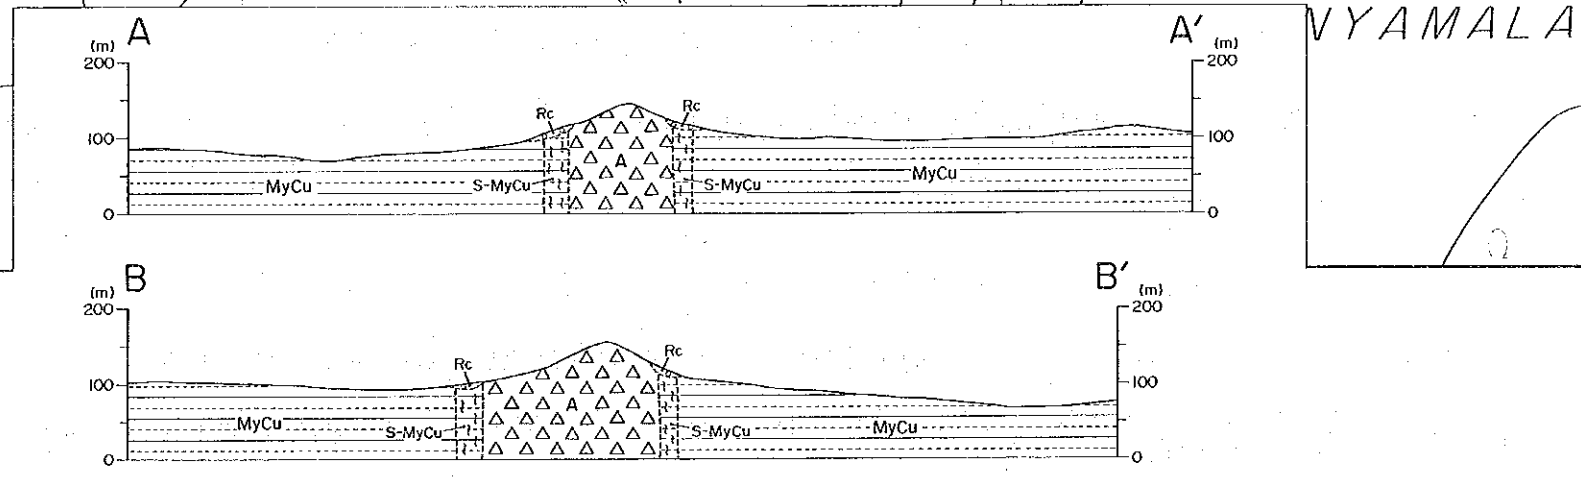 A A' NYAMALA
(m) (m)
200 200
Rc Rc
100 100
A
MyCu S-MyCu S-MyCu MyCu
0 0
B B'
(m) (m)
200 200
Rc Rc
100 100
A
MyCu S-MyCu S-MyCu MyCu
0 0